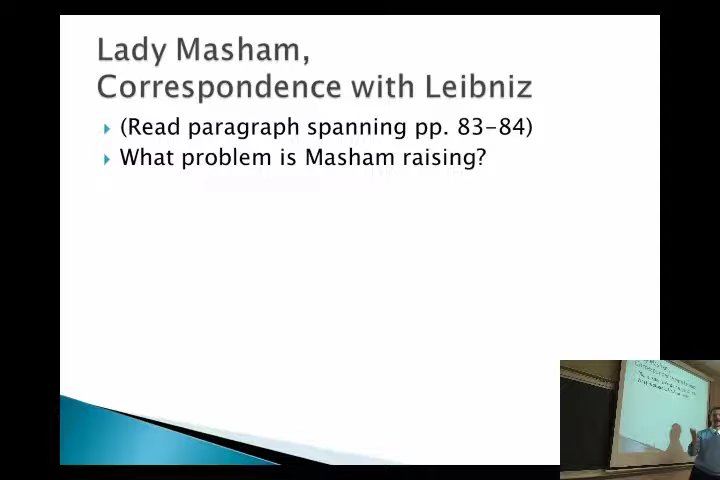 Lady Masham,
Correspondence with Leibniz
(Read paragraph spanning pp. 83-84)
What problem is Masham raising?